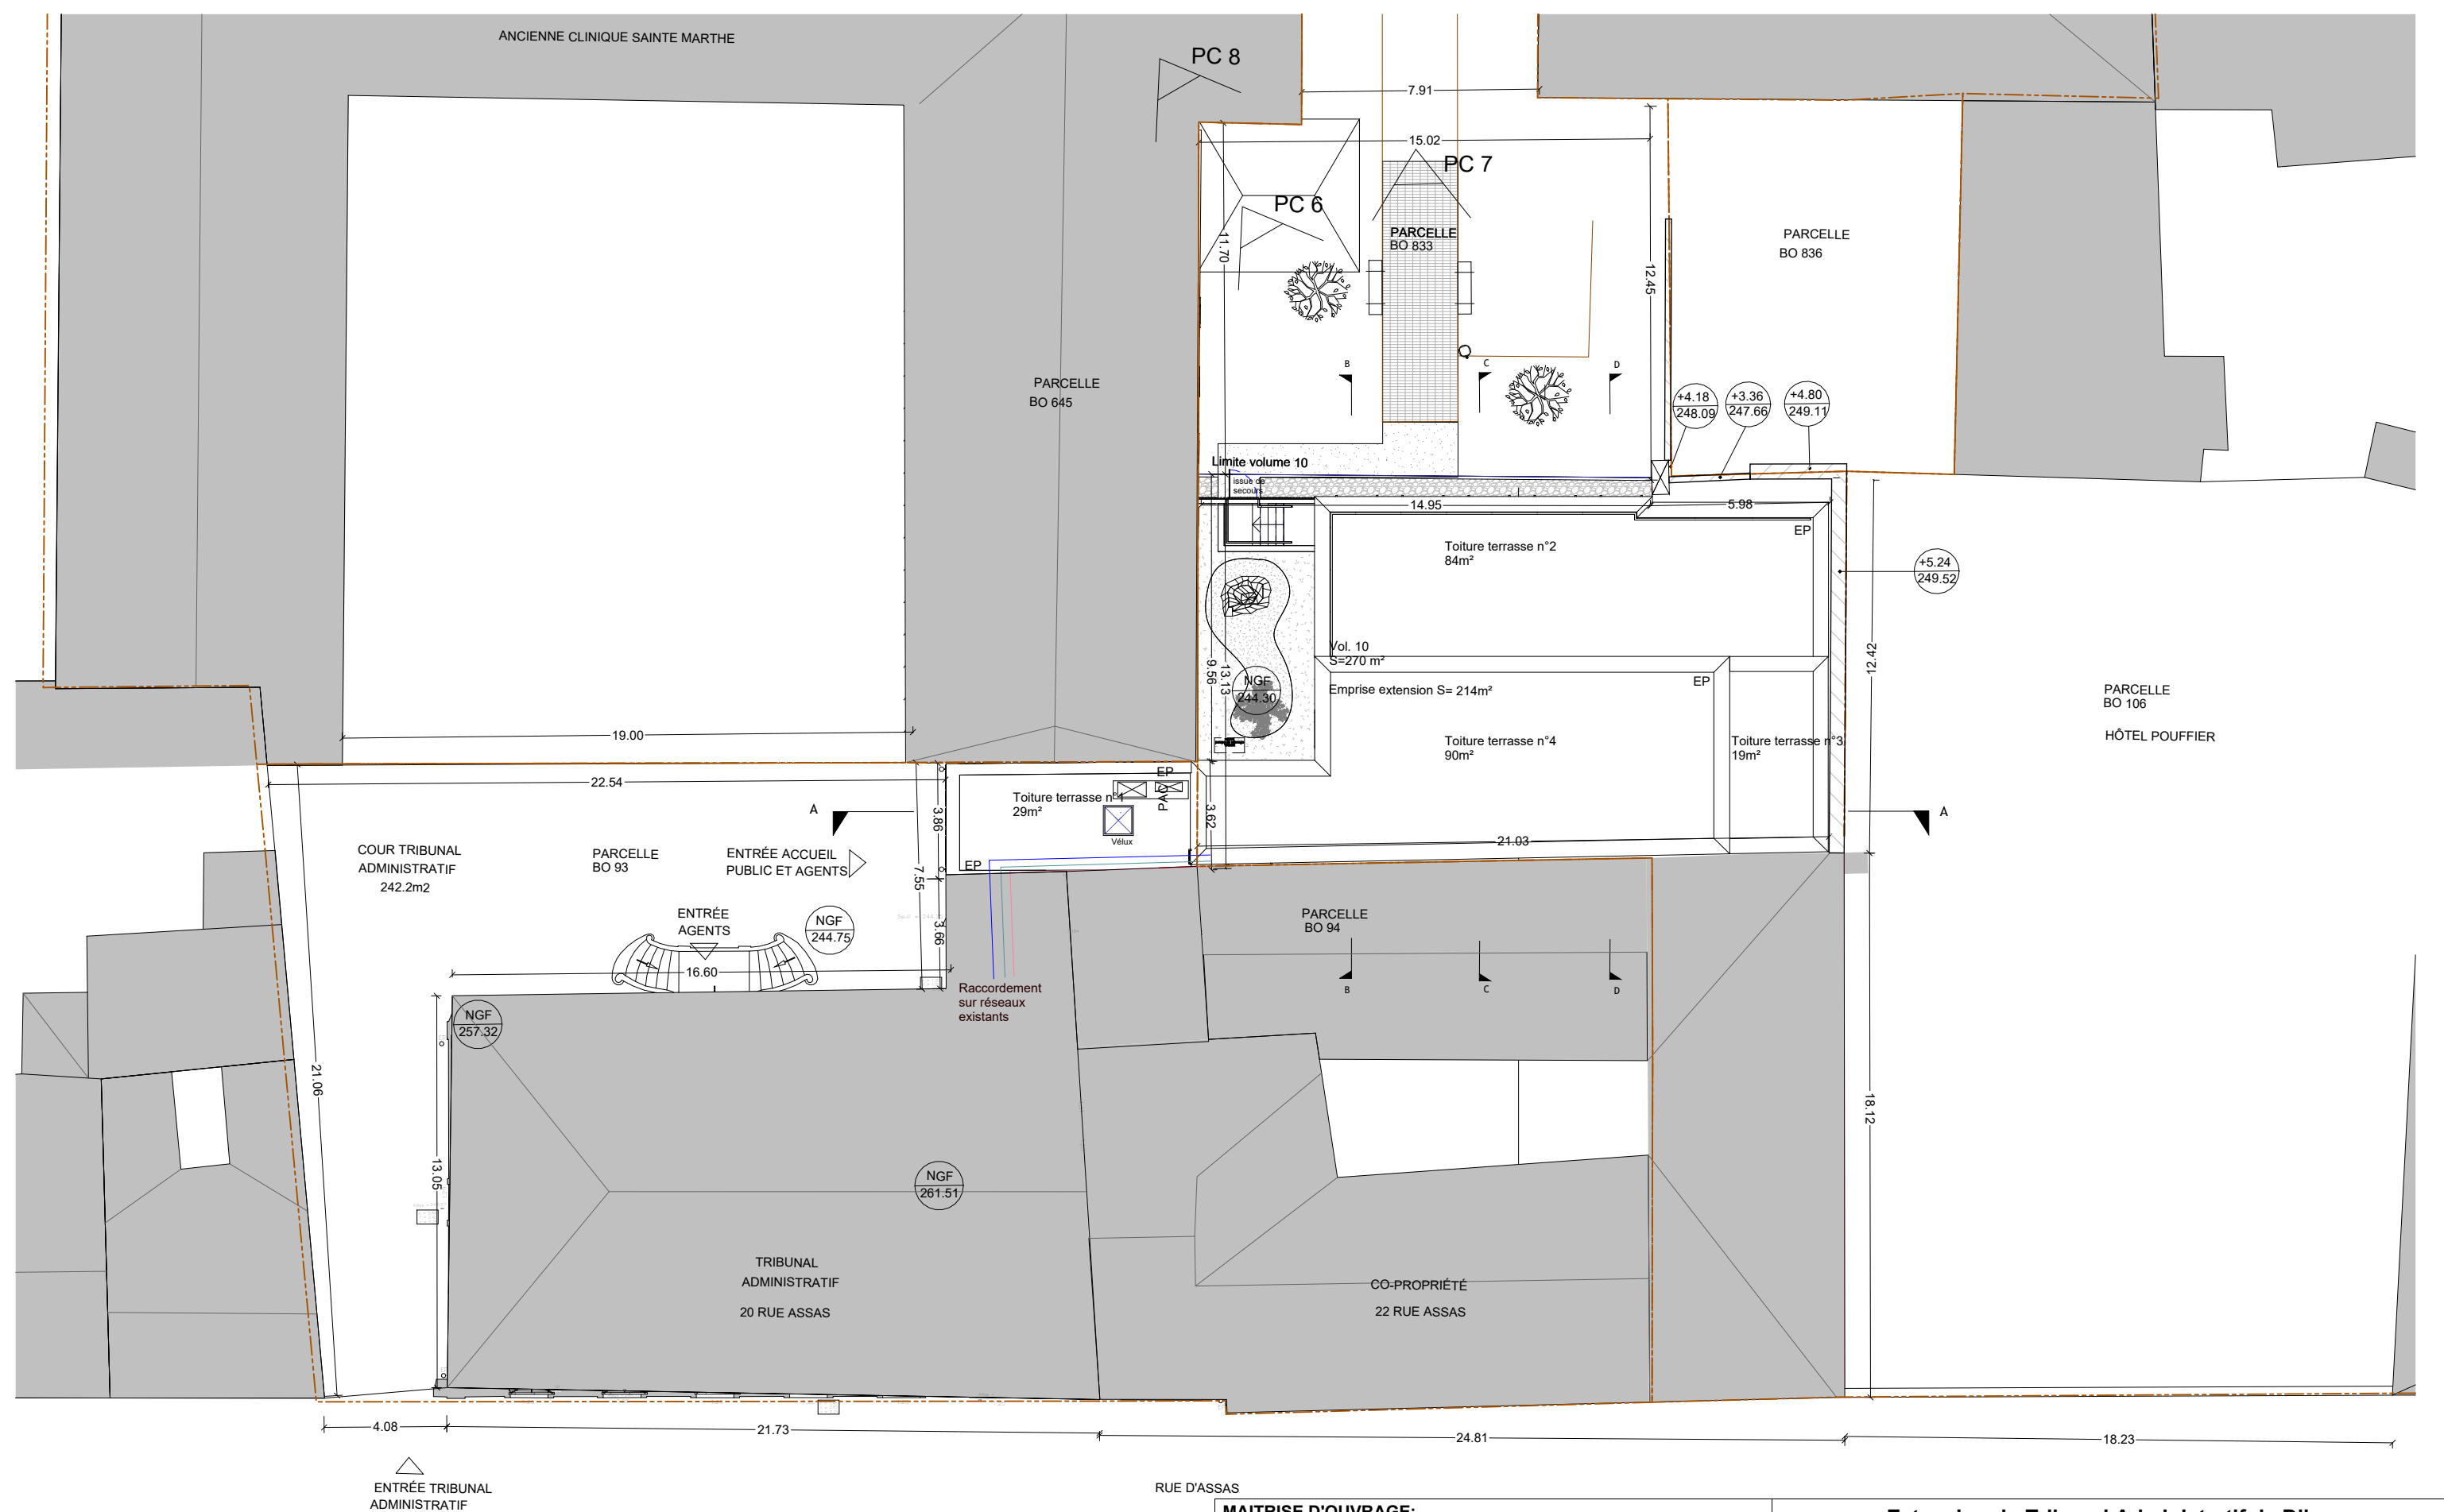 ANCIENNE CLINIQUE SAINTE MARTHE
PC 8
7.91
15.02
PC 7
PC 6
PARCELLE
BO 833
11.70
12.45
PARCELLE
BO 836
PARCELLE
BO 645
B
C
D
+4.18
248.09
+3.36
247.66
+4.80
249.11
Limite volume 10
issue de
secours
14.95
5.98
EP
Toiture terrasse n°2
84m²
+5.24
249.52
Vol. 10
S=270 m²
9.56
13.13
NGF
244.30
Emprise extension S= 214m²
EP
12.42
PARCELLE
BO 106
HÔTEL POUFFIER
19.00
Toiture terrasse n°4
90m²
Toiture terrasse n°3
19m²
22.54
EP
PAC
Toiture terrasse n°1
29m²
Vélux
A
A
3.86
3.62
21.03
COUR TRIBUNAL
ADMINISTRATIF
242.2m2
PARCELLE
BO 93
ENTRÉE ACCUEIL
PUBLIC ET AGENTS
EP
7.55
ENTRÉE
AGENTS
NGF
244.75
3.66
PARCELLE
BO 94
16.60
Raccordement
sur réseaux
existants
B
C
D
NGF
257.32
21.06
13.05
18.12
NGF
261.51
TRIBUNAL
ADMINISTRATIF
20 RUE ASSAS
CO-PROPRIÉTÉ
22 RUE ASSAS
4.08
21.73
24.81
18.23
ENTRÉE TRIBUNAL
ADMINISTRATIF
RUE D'ASSAS
MAITRISE D'OUVRAGE: